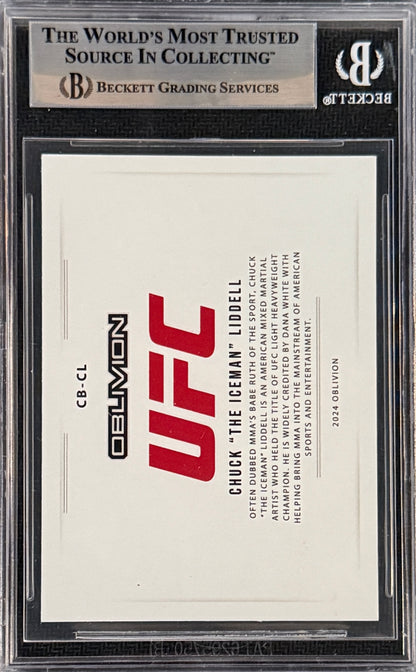 THE WORLD'S MOST TRUSTED
SOURCE IN COLLECTING™
BECKETT GRADING SERVICES
BECKETT®
CB-CL
OBLIVION
UFC
CHUCK "THE ICEMAN" LIDDELL
OFTEN DUBBED MMA'S BABE RUTH OF THE SPORT, CHUCK
"THE ICEMAN" LIDDELL IS AN AMERICAN MIXED MARTIAL
ARTIST WHO HELD THE TITLE OF UFC LIGHT HEAVYWEIGHT
CHAMPION. HE IS WIDELY CREDITED BY DANA WHITE WITH
HELPING BRING MMA INTO THE MAINSTREAM OF AMERICAN
SPORTS AND ENTERTAINMENT.
2024 OBLIVION